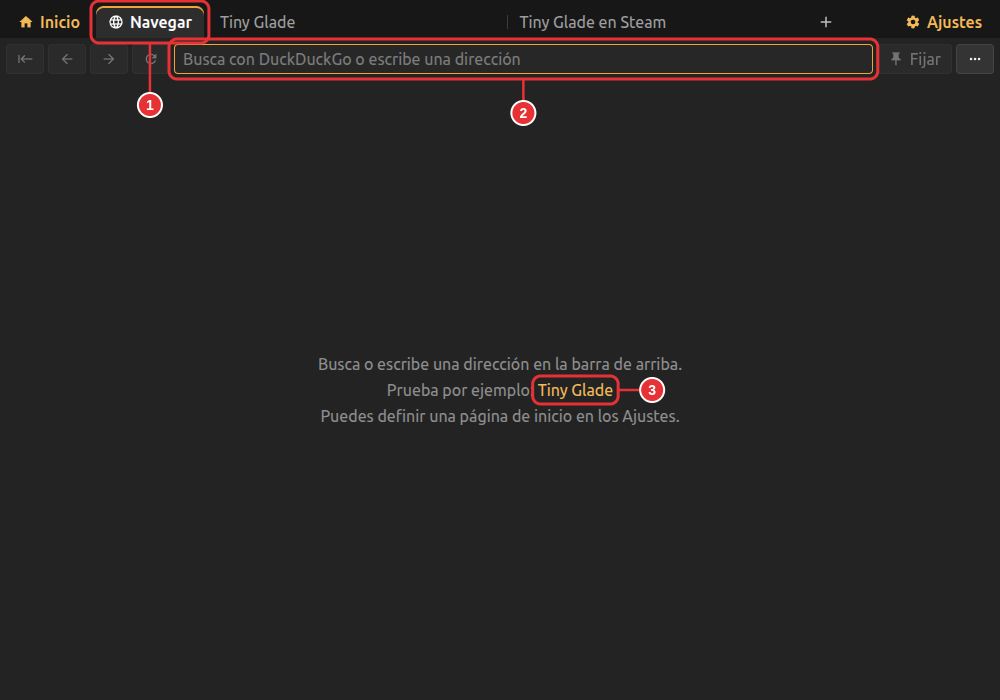 Inicio Navegar Tiny Glade Tiny Glade en Steam + Ajustes
Busca con DuckDuckGo o escribe una dirección Fijar ...
1 2
Busca o escribe una dirección en la barra de arriba.
Prueba por ejemplo Tiny Glade 3
Puedes definir una página de inicio en los Ajustes.